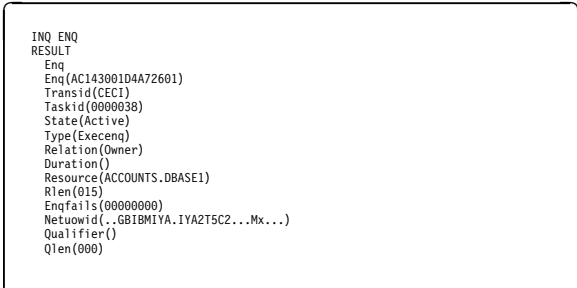 INQ ENQ
RESULT
Enq
Enq(AC143001D4A72601)
Transid(CECI)
Taskid(0000038)
State(Active)
Type(Execenq)
Relation(Owner)
Duration()
Resource(ACCOUNTS.DBASE1)
Rlen(015)
Enqfails(00000000)
Netuowid(..GBIBMIYA.IYA2T5C2...Mx...)
Qualifier()
Qlen(000)